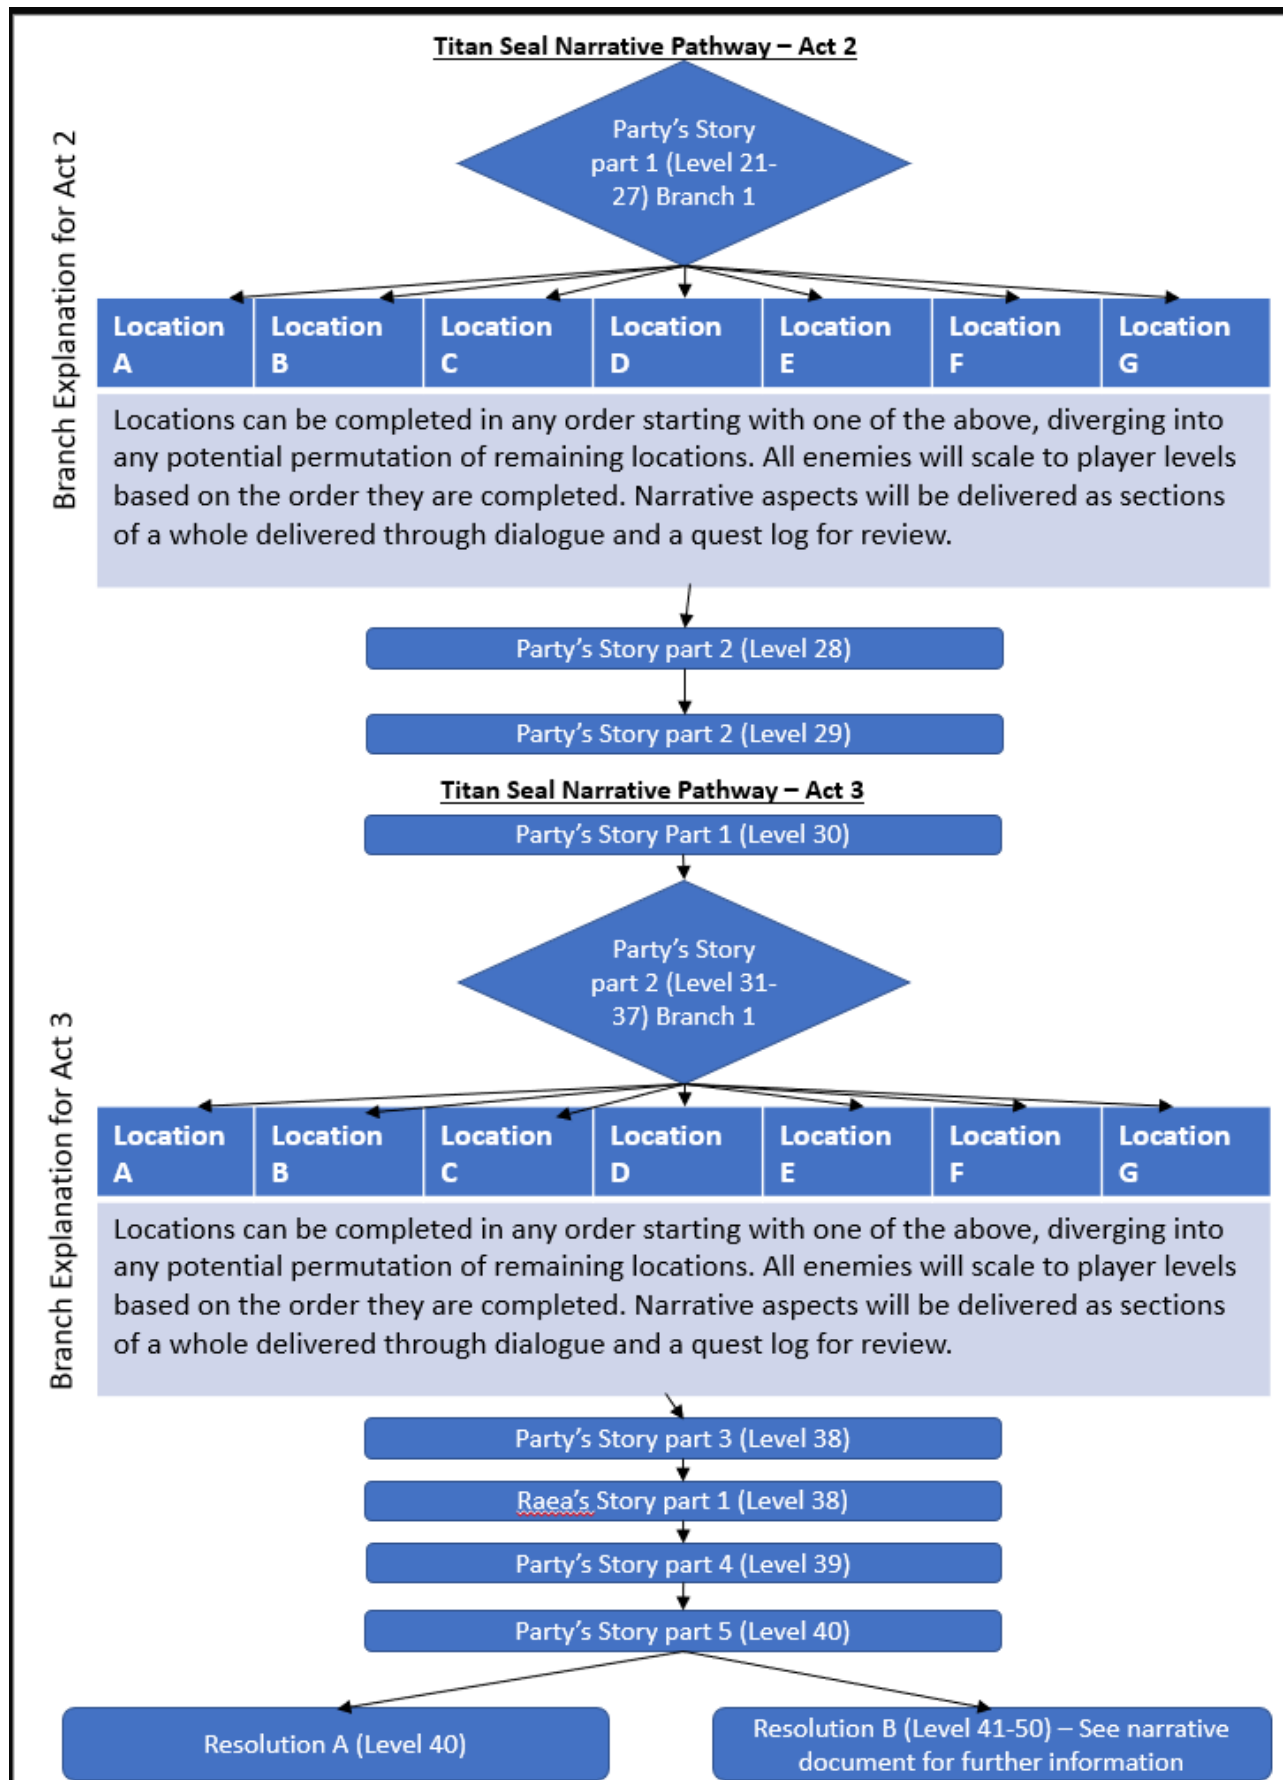 Titan Seal Narrative Pathway – Act 2
Branch Explanation for Act 2
Party’s Story
part 1 (Level 21-
27) Branch 1
Location
A
Location
B
Location
C
Location
D
Location
E
Location
F
Location
G
Locations can be completed in any order starting with one of the above, diverging into
any potential permutation of remaining locations. All enemies will scale to player levels
based on the order they are completed. Narrative aspects will be delivered as sections
of a whole delivered through dialogue and a quest log for review.
Party’s Story part 2 (Level 28)
Party’s Story part 2 (Level 29)
Titan Seal Narrative Pathway – Act 3
Party’s Story Part 1 (Level 30)
Branch Explanation for Act 3
Party’s Story
part 2 (Level 31-
37) Branch 1
Location
A
Location
B
Location
C
Location
D
Location
E
Location
F
Location
G
Locations can be completed in any order starting with one of the above, diverging into
any potential permutation of remaining locations. All enemies will scale to player levels
based on the order they are completed. Narrative aspects will be delivered as sections
of a whole delivered through dialogue and a quest log for review.
Party’s Story part 3 (Level 38)
Raea’s Story part 1 (Level 38)
Party’s Story part 4 (Level 39)
Party’s Story part 5 (Level 40)
Resolution A (Level 40)
Resolution B (Level 41-50) – See narrative
document for further information